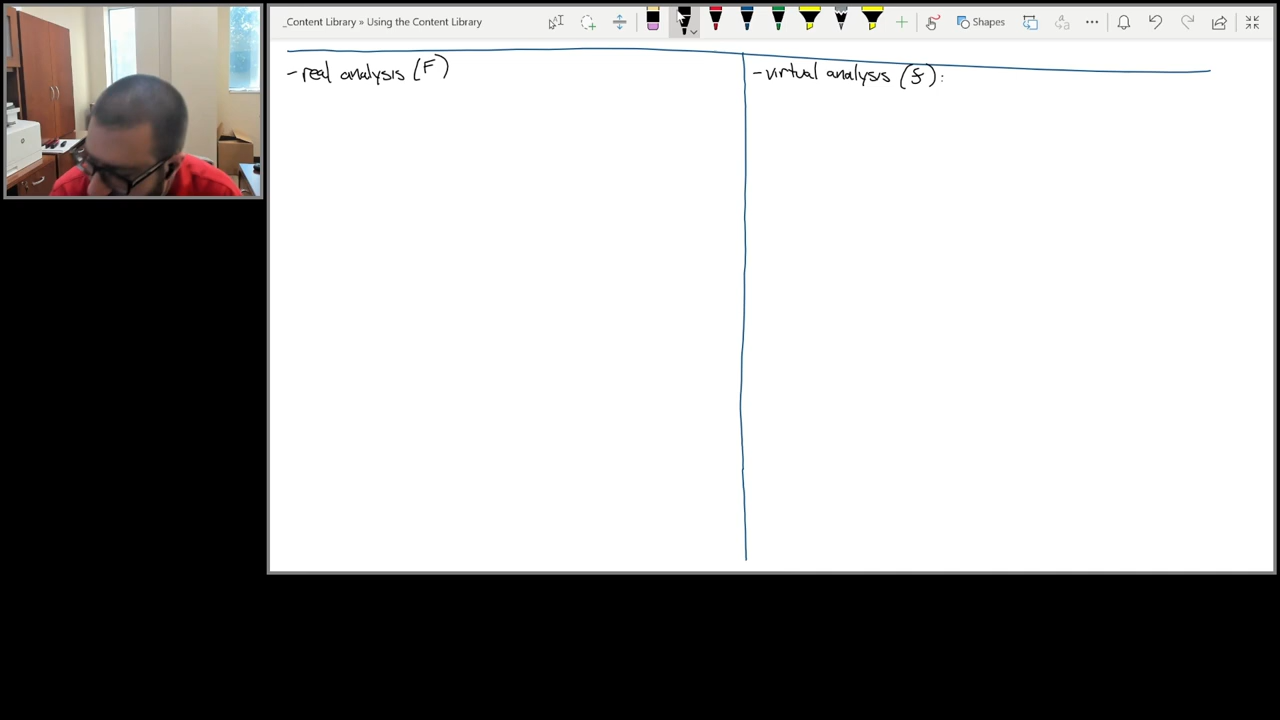 _Content Library » Using the Content Library
Shapes
- real analysis (F)
- virtual analysis (f):